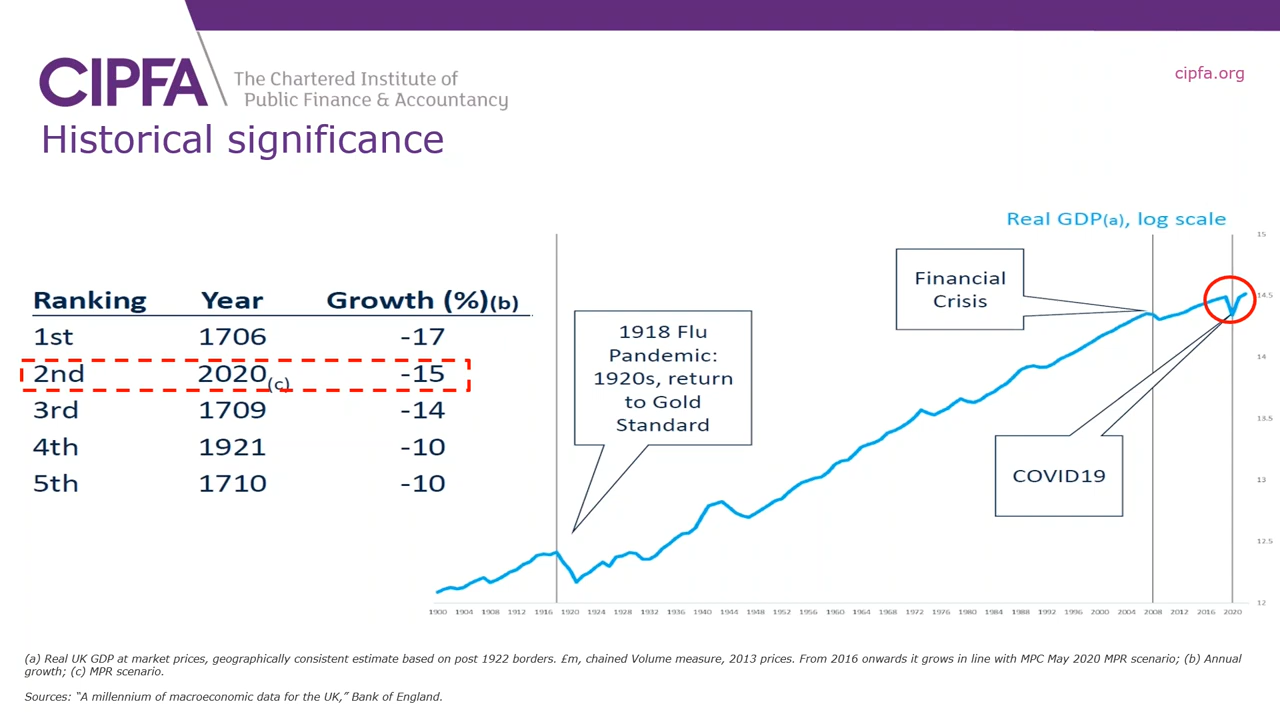 CIPFA
The Chartered Institute of
Public Finance & Accountancy
cipfa.org
Historical significance
Ranking Year Growth (%)(b)
1st 1706 -17
2nd 2020(c) -15
3rd 1709 -14
4th 1921 -10
5th 1710 -10
Real GDP(a), log scale
1918 Flu
Pandemic:
1920s, return
to Gold
Standard
Financial
Crisis
COVID19
15
14.5
14
13.5
13
12.5
12
1900 1904 1908 1912 1916 1920 1924 1928 1932 1936 1940 1944 1948 1952 1956 1960 1964 1968 1972 1976 1980 1984 1988 1992 1996 2000 2004 2008 2012 2016 2020
(a) Real UK GDP at market prices, geographically consistent estimate based on post 1922 borders. £m, chained Volume measure, 2013 prices. From 2016 onwards it grows in line with MPC May 2020 MPR scenario; (b) Annual
growth; (c) MPR scenario.
Sources: “A millennium of macroeconomic data for the UK,” Bank of England.